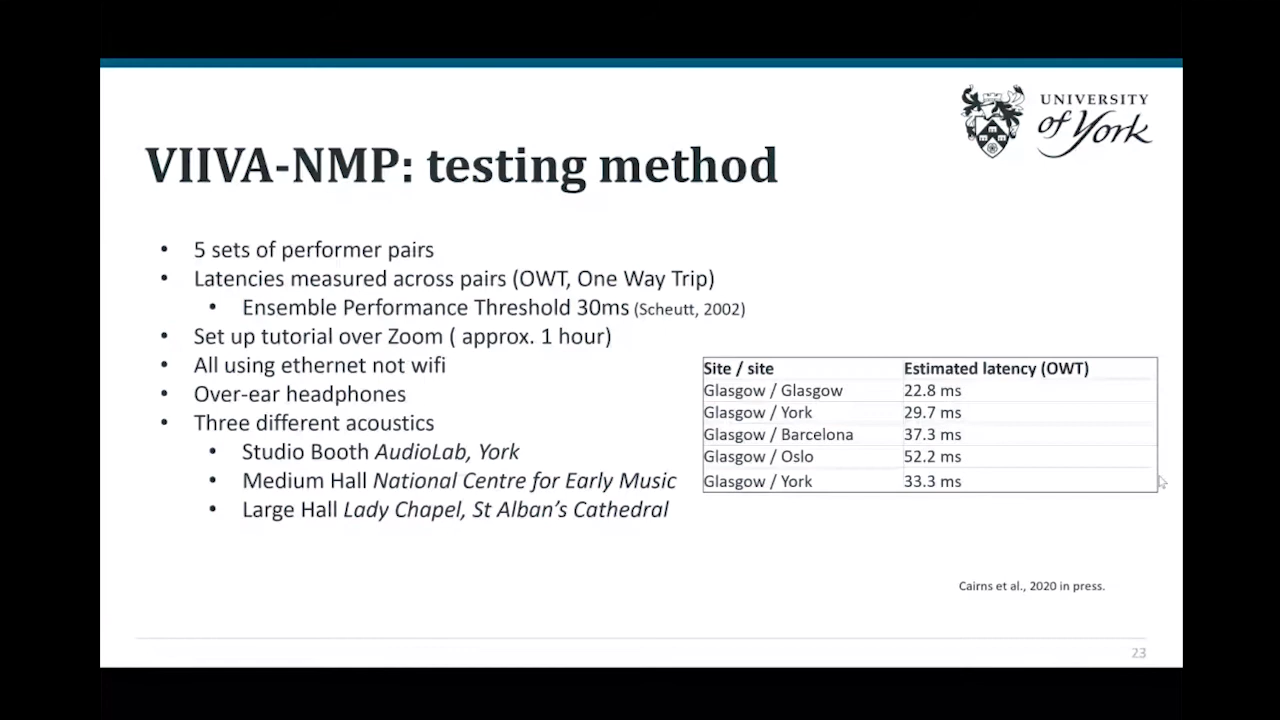 UNIVERSITY
of York
VIIVA-NMP: testing method
• 5 sets of performer pairs
• Latencies measured across pairs (OWT, One Way Trip)
• Ensemble Performance Threshold 30ms (Scheutt, 2002)
• Set up tutorial over Zoom ( approx. 1 hour)
• All using ethernet not wifi
• Over-ear headphones
• Three different acoustics
• Studio Booth AudioLab, York
• Medium Hall National Centre for Early Music
• Large Hall Lady Chapel, St Alban's Cathedral
Site / site Estimated latency (OWT)
Glasgow / Glasgow 22.8 ms
Glasgow / York 29.7 ms
Glasgow / Barcelona 37.3 ms
Glasgow / Oslo 52.2 ms
Glasgow / York 33.3 ms
Cairns et al., 2020 in press.
23